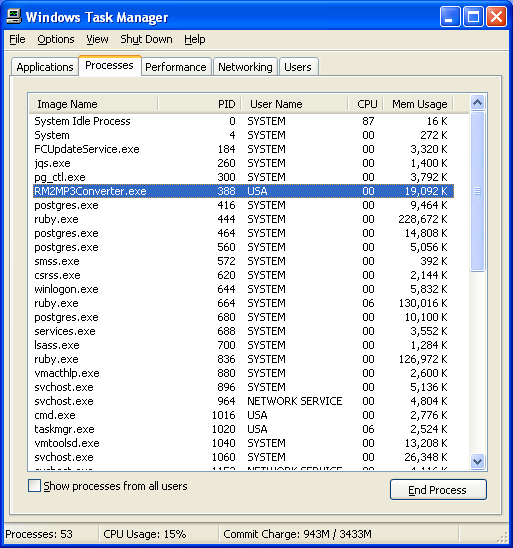 Windows Task Manager
File Options View Shut Down Help
Applications Processes Performance Networking Users
Image Name PID User Name CPU Mem Usage
System Idle Process 0 SYSTEM 87 16 K
System 4 SYSTEM 00 272 K
FCUpdateService.exe 184 SYSTEM 00 3,320 K
jqs.exe 260 SYSTEM 00 1,400 K
pg_ctl.exe 300 SYSTEM 00 3,792 K
RM2MP3Converter.exe 388 USA 00 19,092 K
postgres.exe 416 SYSTEM 00 9,464 K
ruby.exe 444 SYSTEM 00 228,672 K
postgres.exe 464 SYSTEM 00 14,808 K
postgres.exe 560 SYSTEM 00 5,056 K
smss.exe 572 SYSTEM 00 392 K
csrss.exe 620 SYSTEM 00 2,144 K
winlogon.exe 644 SYSTEM 00 5,832 K
ruby.exe 664 SYSTEM 06 130,016 K
postgres.exe 680 SYSTEM 00 10,100 K
services.exe 688 SYSTEM 00 3,552 K
lsass.exe 700 SYSTEM 00 1,284 K
ruby.exe 836 SYSTEM 06 126,972 K
vmacthlp.exe 880 SYSTEM 00 2,600 K
svchost.exe 896 SYSTEM 00 5,136 K
svchost.exe 964 NETWORK SERVICE 00 4,804 K
cmd.exe 1016 USA 00 2,776 K
taskmgr.exe 1020 USA 06 2,524 K
vmtoolsd.exe 1040 SYSTEM 00 13,208 K
svchost.exe 1060 SYSTEM 00 26,348 K
svchost.exe 1152 NETWORK SERVICE 00 4,116 K
Show processes from all users
End Process
Processes: 53 CPU Usage: 15% Commit Charge: 943M / 3433M